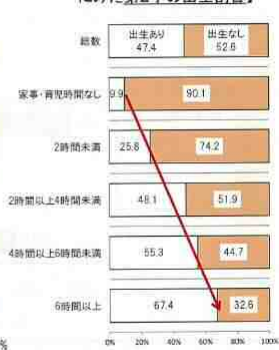 出生あり 出生なし
総数 47.4 52.6
家事・育児時間なし 9.9 90.1
2時間未満 25.8 74.2
2時間以上4時間未満 48.1 51.9
4時間以上6時間未満 55.3 44.7
6時間以上 67.4 32.6
% 0% 20% 40% 60% 80% 100%